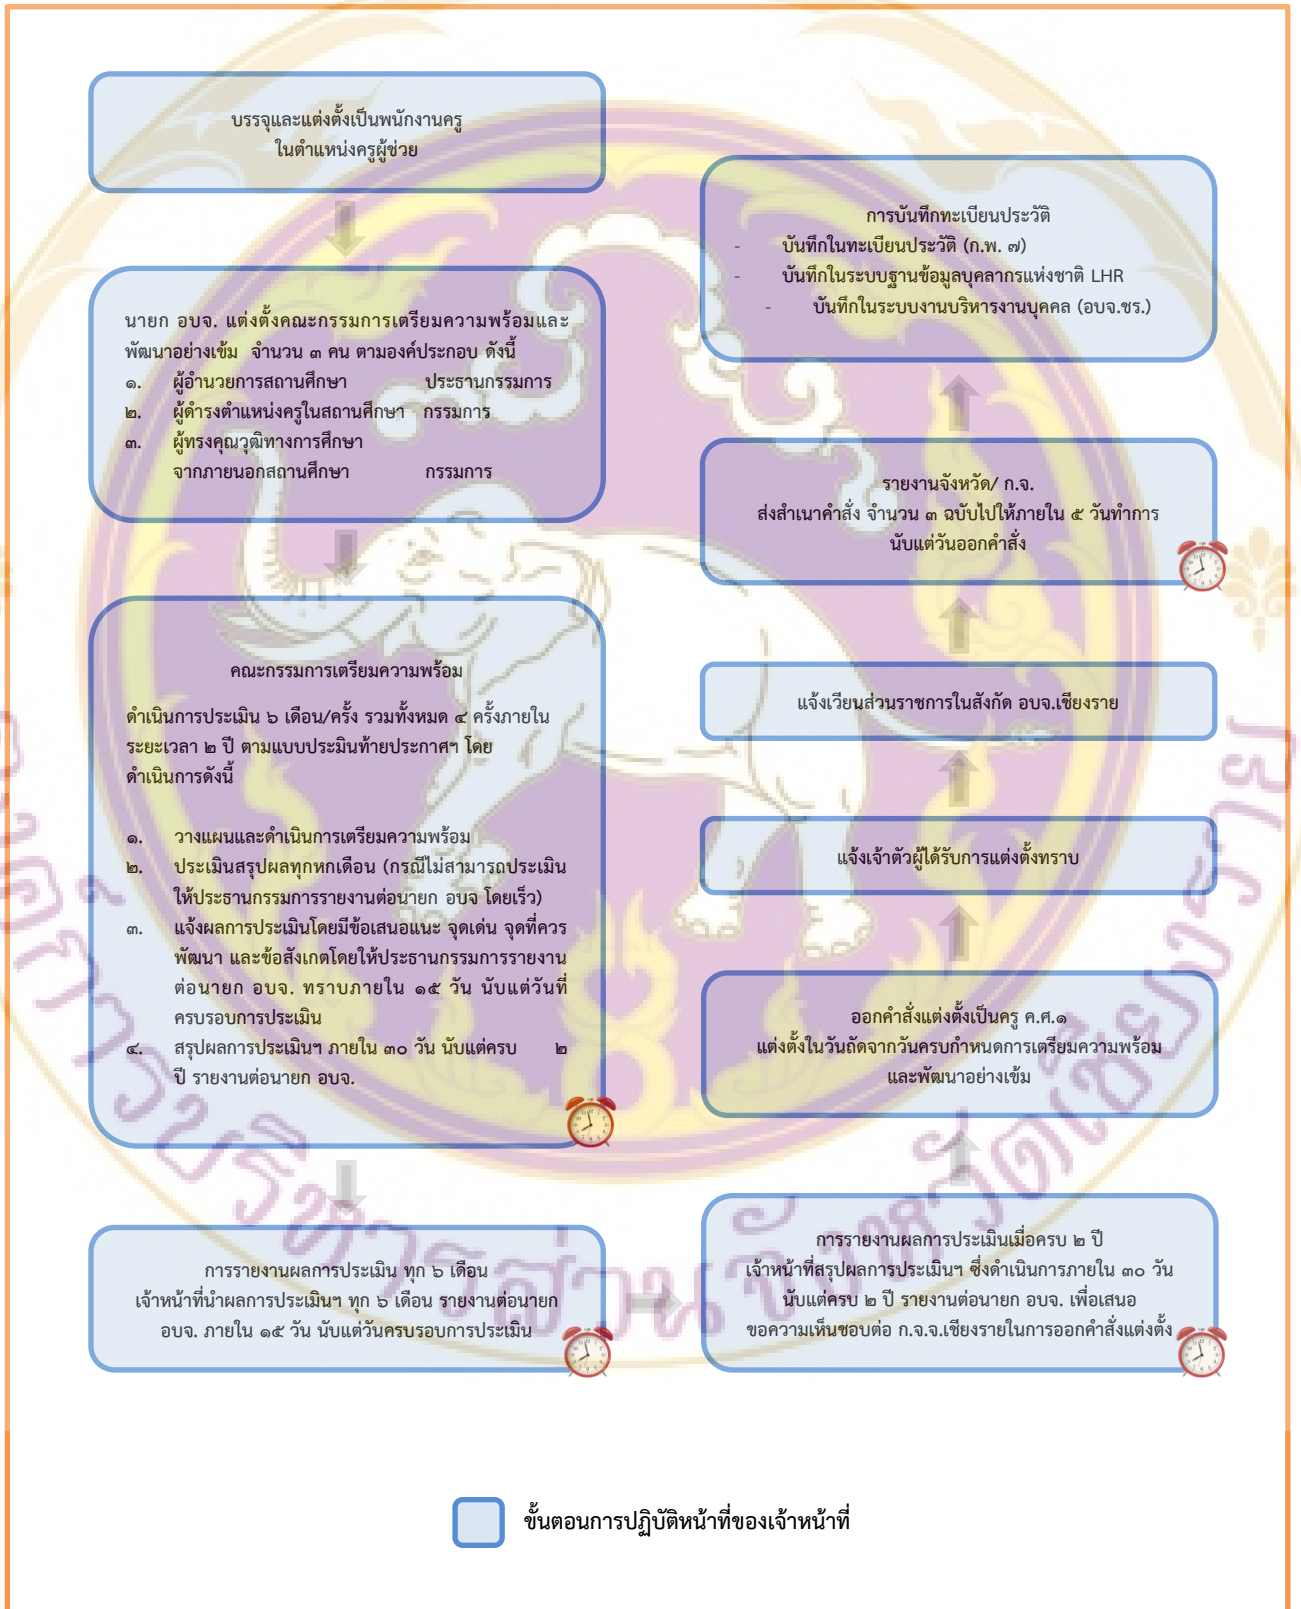 บรรจุและแต่งตั้งเป็นพนักงานครู
ในตำแหน่งครูผู้ช่วย
นายก อบจ. แต่งตั้งคณะกรรมการเตรียมความพร้อมและ
พัฒนาอย่างเข้ม จำนวน ๓ คน ตามองค์ประกอบ ดังนี้
๑. ผู้อำนวยการสถานศึกษา ประธานกรรมการ
๒. ผู้ดำรงตำแหน่งครูในสถานศึกษา กรรมการ
๓. ผู้ทรงคุณวุฒิทางการศึกษา
จากภายนอกสถานศึกษา กรรมการ
คณะกรรมการเตรียมความพร้อม
ดำเนินการประเมิน ๖ เดือน/ครั้ง รวมทั้งหมด ๔ ครั้งภายใน
ระยะเวลา ๒ ปี ตามแบบประมินท้ายประกาศฯ โดย
ดำเนินการดังนี้
๑. วางแผนและดำเนินการเตรียมความพร้อม
๒. ประเมินสรุปผลทุกหกเดือน (กรณีไม่สามารถประเมิน
ให้ประธานกรรมการรายงานต่อนายก อบจ โดยเร็ว)
๓. แจ้งผลการประเมินโดยมีข้อเสนอแนะ จุดเด่น จุดที่ควร
พัฒนา และข้อสังเกตโดยให้ประธานกรรมการรายงาน
ต่อนายก อบจ. ทราบภายใน ๑๕ วัน นับแต่วันที่
ครบรอบการประเมิน
๔. สรุปผลการประเมินฯ ภายใน ๓๐ วัน นับแต่ครบ ๒
ปี รายงานต่อนายก อบจ.
การรายงานผลการประเมิน ทุก ๖ เดือน
เจ้าหน้าที่นำผลการประเมินฯ ทุก ๖ เดือน รายงานต่อนายก
อบจ. ภายใน ๑๕ วัน นับแต่วันครบรอบการประเมิน
การรายงานผลการประเมินเมื่อครบ ๒ ปี
เจ้าหน้าที่สรุปผลการประเมินฯ ซึ่งดำเนินการภายใน ๓๐ วัน
นับแต่ครบ ๒ ปี รายงานต่อนายก อบจ. เพื่อเสนอ
ขอความเห็นชอบต่อ ก.จ.จ.เชียงรายในการออกคำสั่งแต่งตั้ง
ออกคำสั่งแต่งตั้งเป็นครู ค.ศ.๑
แต่งตั้งในวันถัดจากวันครบกำหนดการเตรียมความพร้อม
และพัฒนาอย่างเข้ม
แจ้งเจ้าตัวผู้ได้รับการแต่งตั้งทราบ
แจ้งเวียนส่วนราชการในสังกัด อบจ.เชียงราย
รายงานจังหวัด/ ก.จ.
ส่งสำเนาคำสั่ง จำนวน ๓ ฉบับไปให้ภายใน ๕ วันทำการ
นับแต่วันออกคำสั่ง
การบันทึกทะเบียนประวัติ
- บันทึกในทะเบียนประวัติ (ก.พ. ๗)
- บันทึกในระบบฐานข้อมูลบุคลากรแห่งชาติ LHR
- บันทึกในระบบงานบริหารงานบุคคล (อบจ.ชร.)
ขั้นตอนการปฏิบัติหน้าที่ของเจ้าหน้าที่
องค์การบริหารส่วนจังหวัดเชียงราย